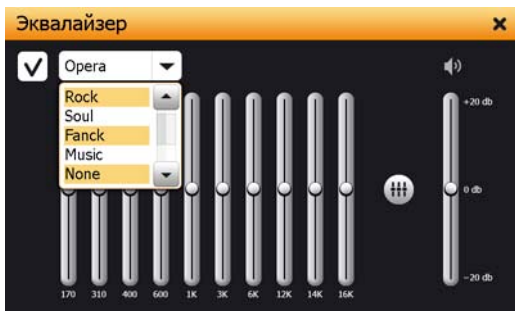 Эквалайзер
Opera
Rock
Soul
Fanck
Music
None
+20 db
0 db
-20 db
170 310 400 600 1K 3K 6K 12K 14K 16K